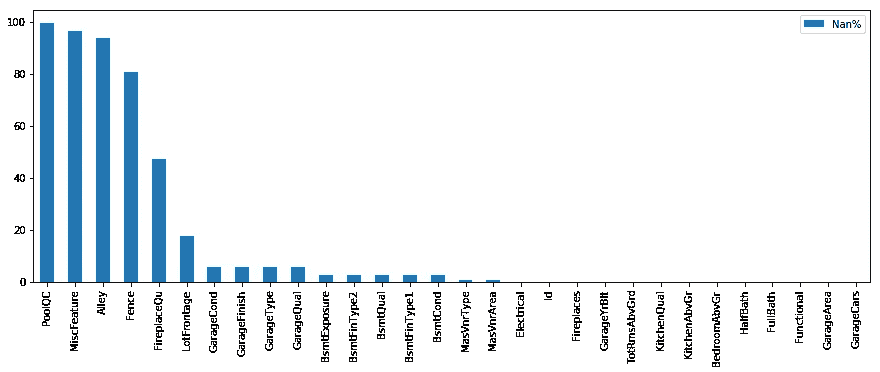 Nan%
100
80
60
40
20
0
PoolQC
MiscFeature
Alley
Fence
FireplaceQu
LotFrontage
GarageCond
GarageFinish
GarageType
GarageQual
BsmtExposure
BsmtFinType2
BsmtQual
BsmtFinType1
BsmtCond
MasVnrType
MasVnrArea
Electrical
Id
Fireplaces
GarageYrBlt
TotRmsAbvGrd
KitchenQual
KitchenAbvGr
BedroomAbvGr
HalfBath
FullBath
Functional
GarageArea
GarageCars